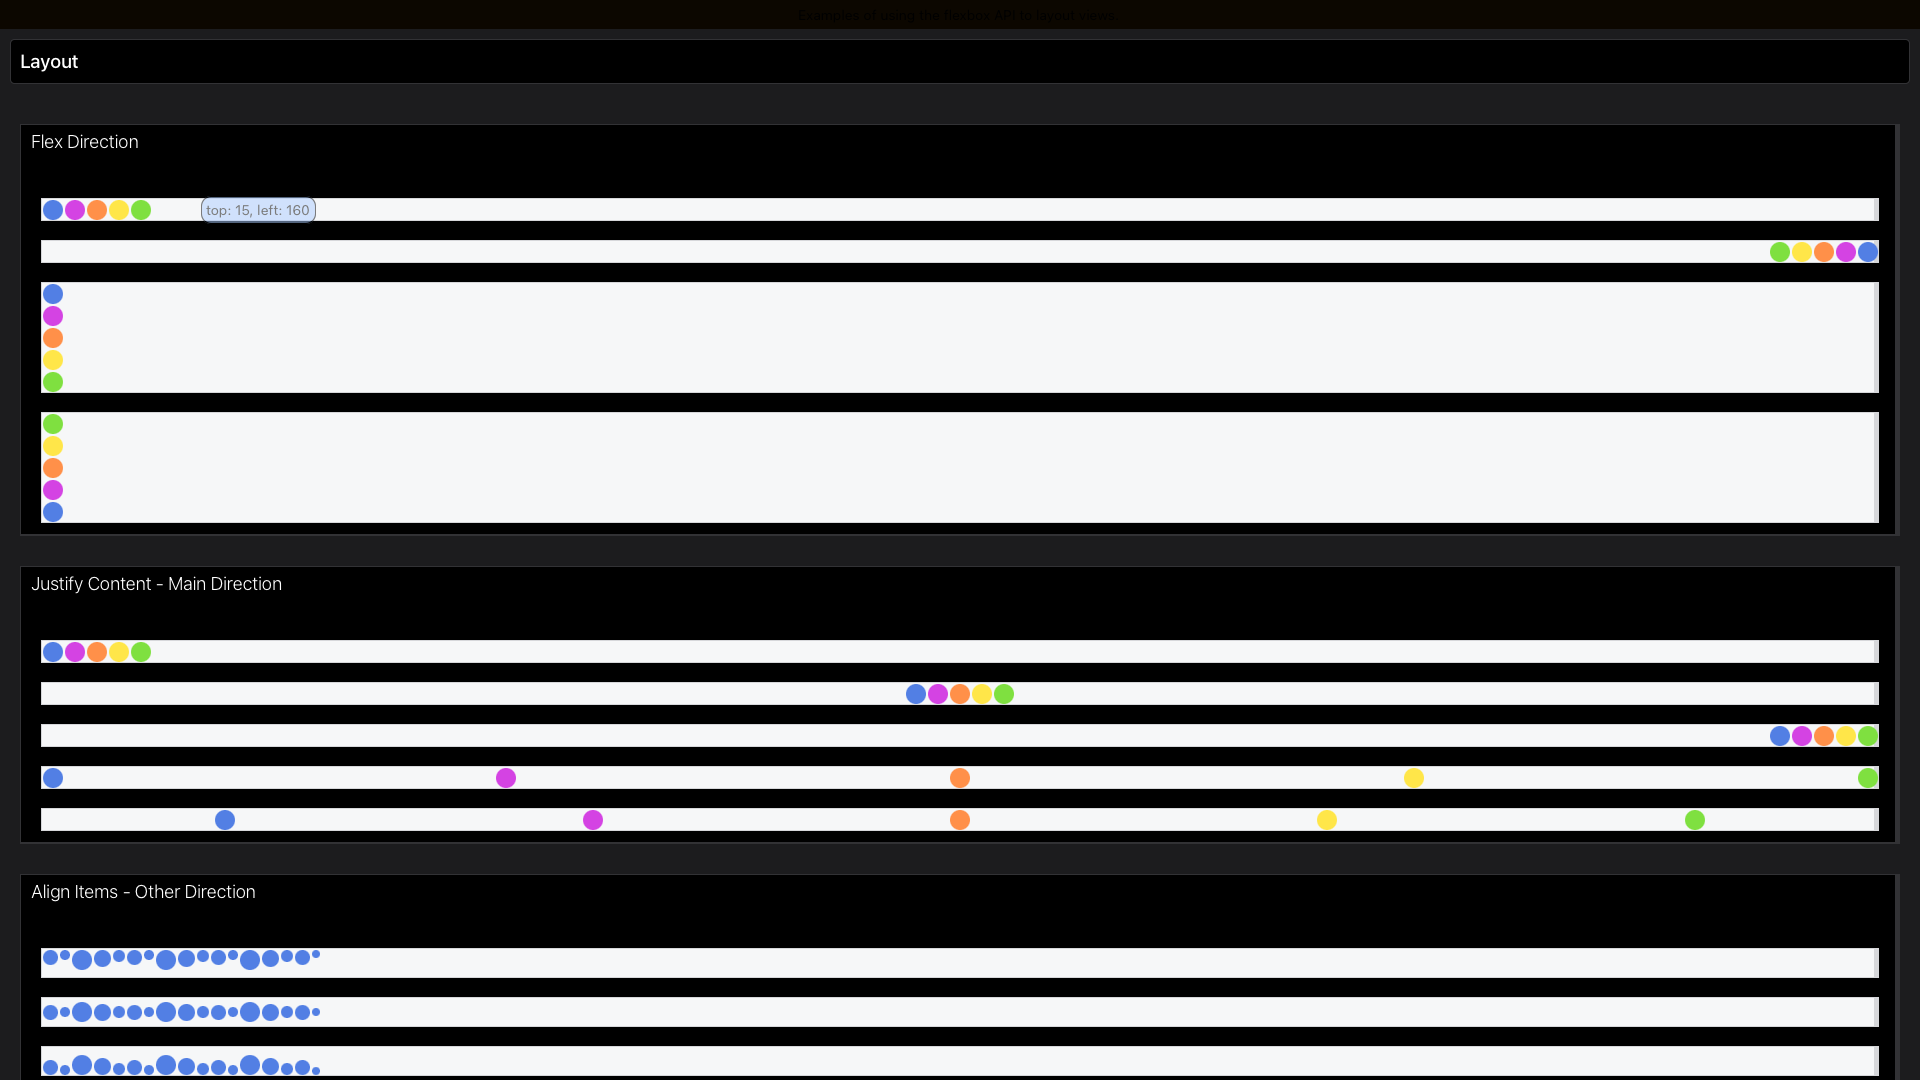 Examples of using the flexbox API to layout views.
Layout
Flex Direction
top: 15, left: 160
Justify Content - Main Direction
Align Items - Other Direction